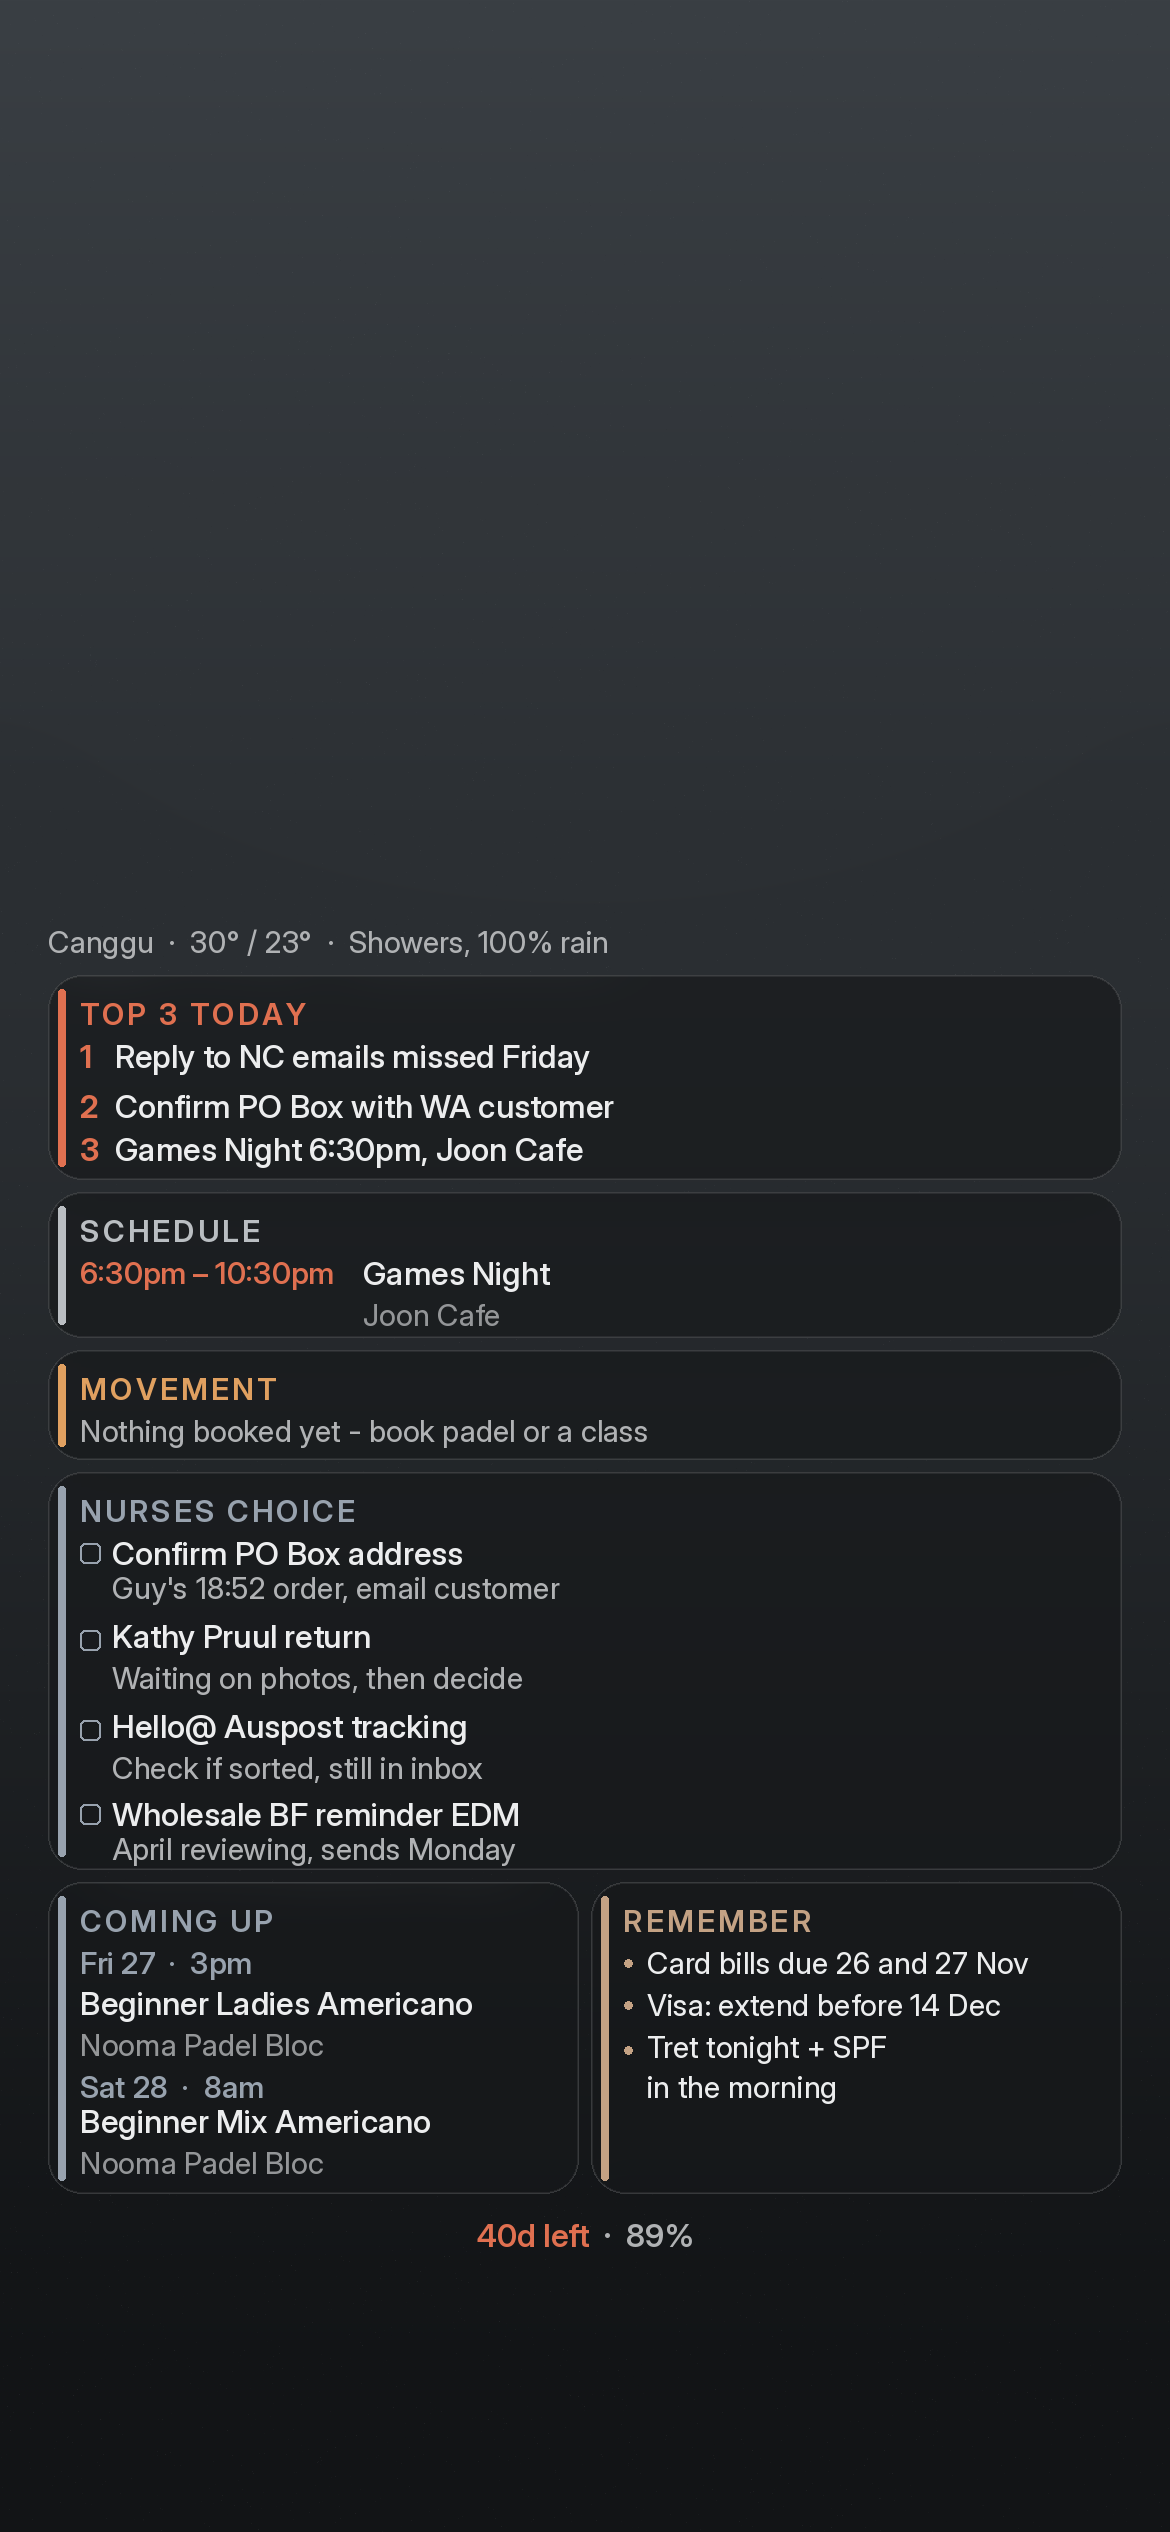 Canggu · 30° / 23° · Showers, 100% rain
TOP 3 TODAY
1 Reply to NC emails missed Friday
2 Confirm PO Box with WA customer
3 Games Night 6:30pm, Joon Cafe
SCHEDULE
6:30pm – 10:30pm Games Night
Joon Cafe
MOVEMENT
Nothing booked yet - book padel or a class
NURSES CHOICE
Confirm PO Box address
Guy's 18:52 order, email customer
Kathy Pruul return
Waiting on photos, then decide
Hello@ Auspost tracking
Check if sorted, still in inbox
Wholesale BF reminder EDM
April reviewing, sends Monday
COMING UP
Fri 27 · 3pm
Beginner Ladies Americano
Nooma Padel Bloc
Sat 28 · 8am
Beginner Mix Americano
Nooma Padel Bloc
REMEMBER
• Card bills due 26 and 27 Nov
• Visa: extend before 14 Dec
• Tret tonight + SPF
in the morning
40d left · 89%